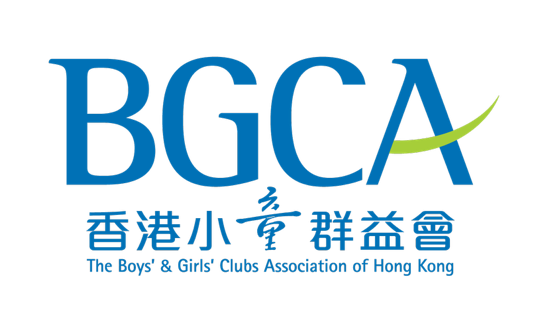 BGCA
香港小童群益會
The Boys' & Girls' Clubs Association of Hong Kong